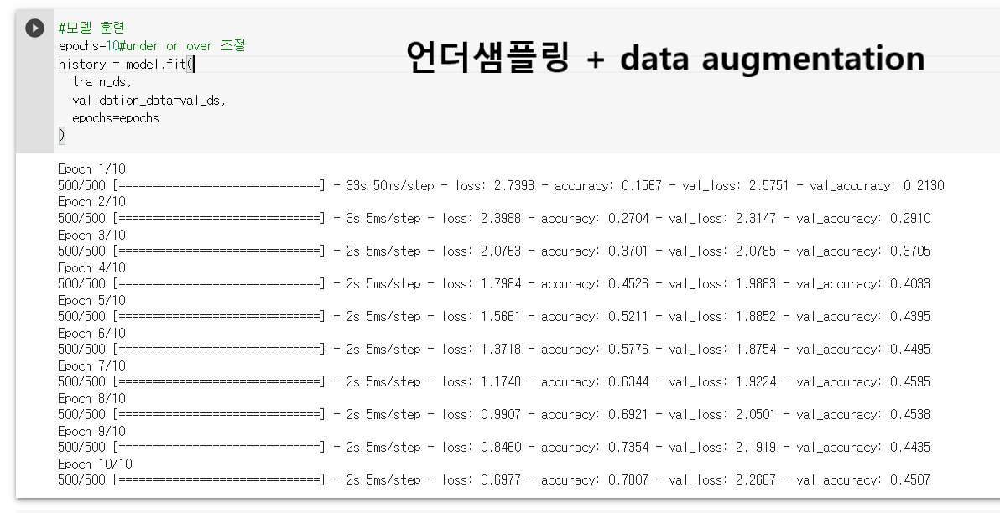 #모델 훈련
epochs=10#under or over 조절
history = model.fit(
언더샘플링 + data augmentation
train_ds,
validation_data=val_ds,
epochs=epochs
)
Epoch 1/10
500/500 [==============================] - 33s 50ms/step - loss: 2.7393 - accuracy: 0.1567 - val_loss: 2.5751 - val_accuracy: 0.2130
Epoch 2/10
500/500 [==============================] - 3s 5ms/step - loss: 2.3988 - accuracy: 0.2704 - val_loss: 2.3147 - val_accuracy: 0.2910
Epoch 3/10
500/500 [==============================] - 2s 5ms/step - loss: 2.0763 - accuracy: 0.3701 - val_loss: 2.0785 - val_accuracy: 0.3705
Epoch 4/10
500/500 [==============================] - 2s 5ms/step - loss: 1.7984 - accuracy: 0.4526 - val_loss: 1.9883 - val_accuracy: 0.4033
Epoch 5/10
500/500 [==============================] - 2s 5ms/step - loss: 1.5661 - accuracy: 0.5211 - val_loss: 1.8852 - val_accuracy: 0.4395
Epoch 6/10
500/500 [==============================] - 2s 5ms/step - loss: 1.3718 - accuracy: 0.5776 - val_loss: 1.8754 - val_accuracy: 0.4495
Epoch 7/10
500/500 [==============================] - 2s 5ms/step - loss: 1.1748 - accuracy: 0.6344 - val_loss: 1.9224 - val_accuracy: 0.4595
Epoch 8/10
500/500 [==============================] - 2s 5ms/step - loss: 0.9907 - accuracy: 0.6921 - val_loss: 2.0501 - val_accuracy: 0.4538
Epoch 9/10
500/500 [==============================] - 2s 5ms/step - loss: 0.8460 - accuracy: 0.7354 - val_loss: 2.1919 - val_accuracy: 0.4435
Epoch 10/10
500/500 [==============================] - 2s 5ms/step - loss: 0.6977 - accuracy: 0.7807 - val_loss: 2.2687 - val_accuracy: 0.4507